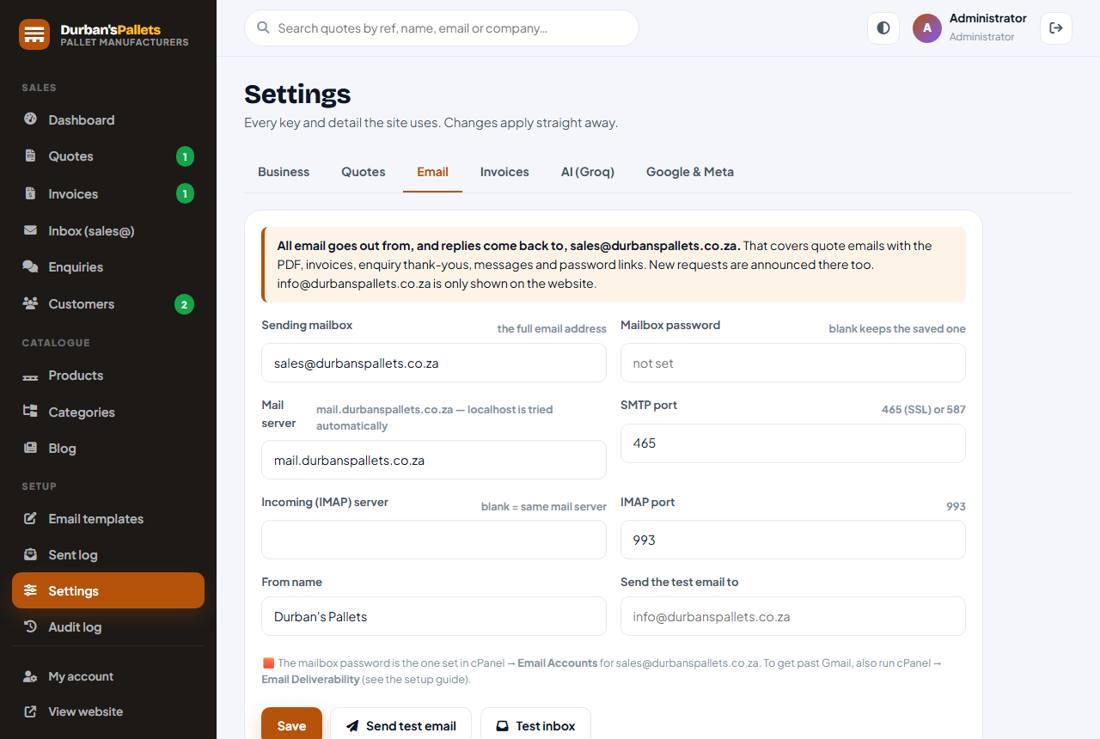 Durban'sPallets
PALLET MANUFACTURERS
Search quotes by ref, name, email or company...
A
Administrator
Administrator
SALES
Dashboard
Quotes 1
Invoices 1
Inbox (sales@)
Enquiries
Customers 2
CATALOGUE
Products
Categories
Blog
SETUP
Email templates
Sent log
Settings
Audit log
My account
View website
Settings
Every key and detail the site uses. Changes apply straight away.
Business Quotes Email Invoices AI (Groq) Google & Meta
All email goes out from, and replies come back to, sales@durbanspallets.co.za. That covers quote emails with the
PDF, invoices, enquiry thank-yous, messages and password links. New requests are announced there too.
info@durbanspallets.co.za is only shown on the website.
Sending mailbox the full email address
sales@durbanspallets.co.za
Mailbox password blank keeps the saved one
not set
Mail server mail.durbanspallets.co.za — localhost is tried
automatically
mail.durbanspallets.co.za
SMTP port 465 (SSL) or 587
465
Incoming (IMAP) server blank = same mail server
IMAP port 993
993
From name
Durban's Pallets
Send the test email to
info@durbanspallets.co.za
The mailbox password is the one set in cPanel → Email Accounts for sales@durbanspallets.co.za. To get past Gmail, also run cPanel →
Email Deliverability (see the setup guide).
Save Send test email Test inbox